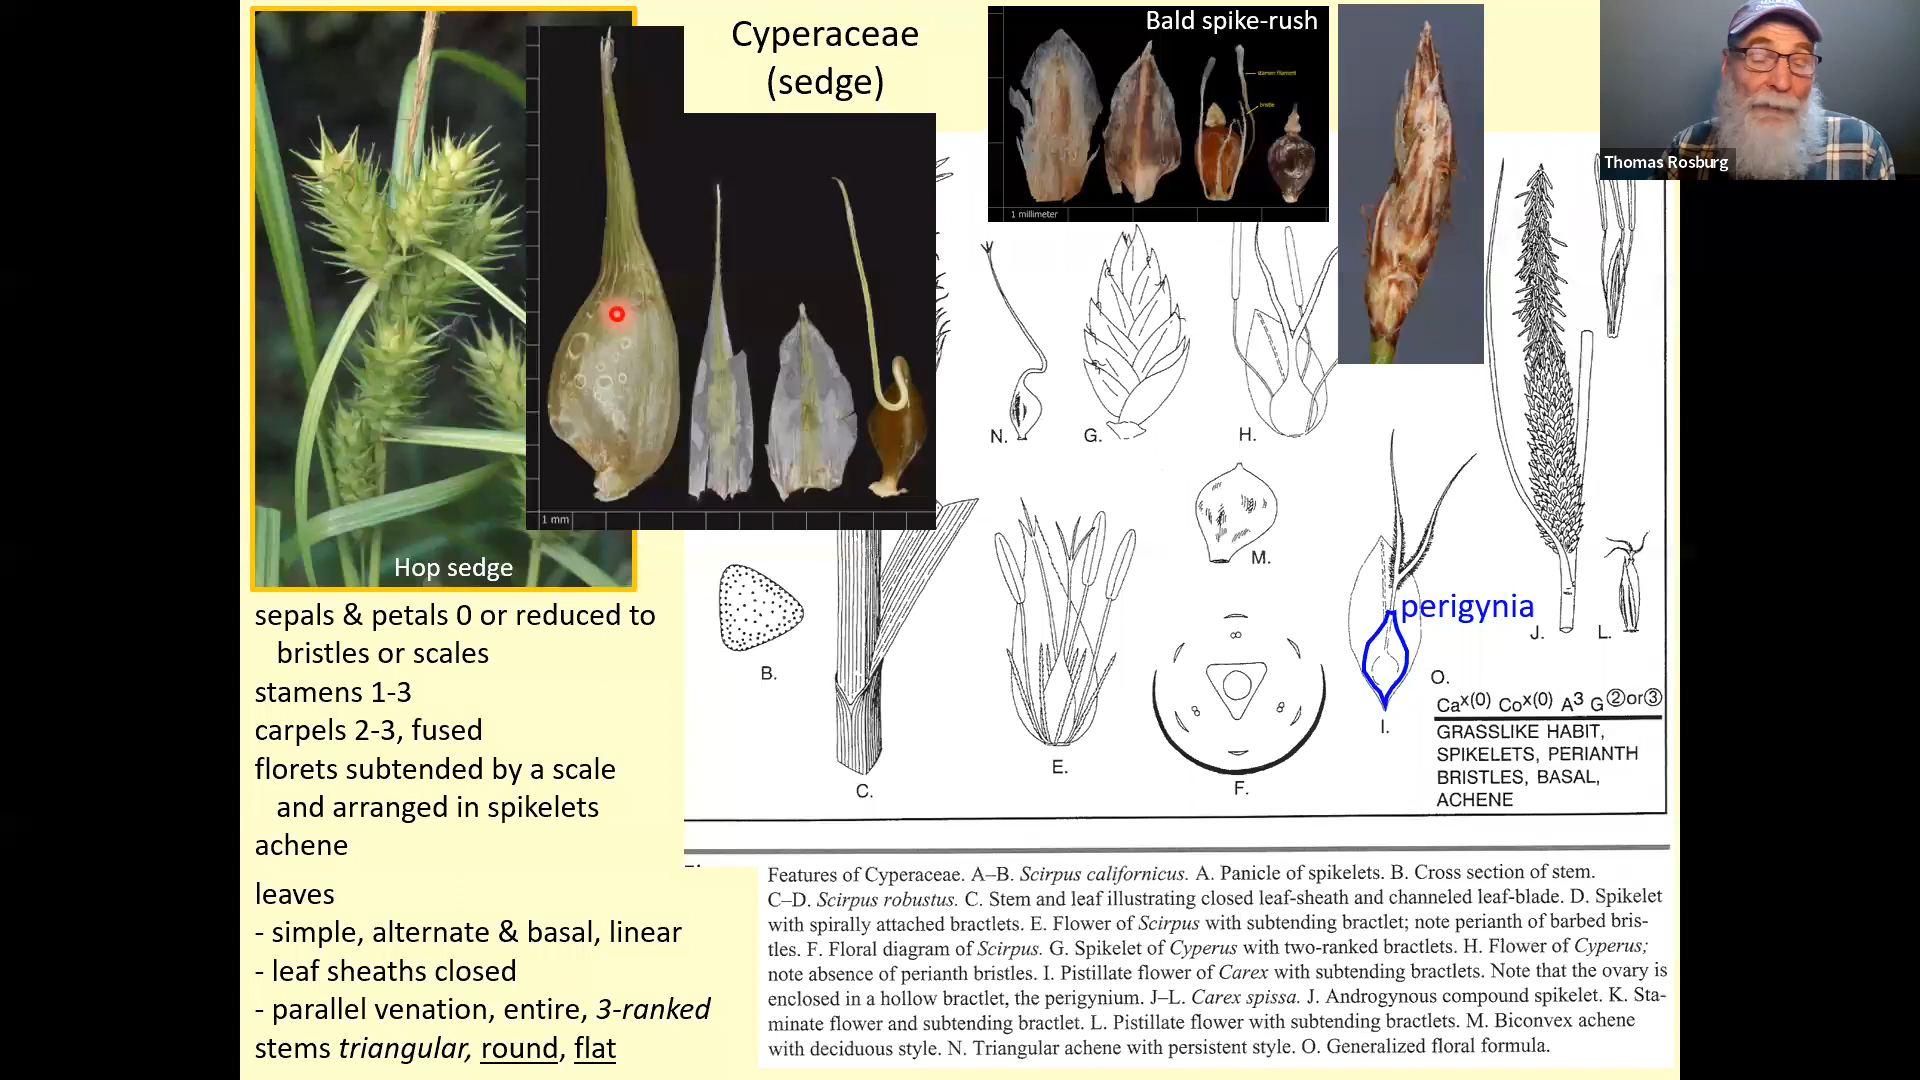 Cyperaceae
(sedge)
Bald spike-rush
stamen filament
bristle
1 millimeter
Thomas Rosburg
1 mm
Hop sedge
sepals & petals 0 or reduced to
bristles or scales
stamens 1-3
carpels 2-3, fused
florets subtended by a scale
and arranged in spikelets
achene
leaves
- simple, alternate & basal, linear
- leaf sheaths closed
- parallel venation, entire, 3-ranked
stems triangular, round, flat
N.
G.
H.
M.
B.
C.
E.
F.
perigynia
I.
J.
L.
O.
Caˣ⁽⁰⁾ Coˣ⁽⁰⁾ A³ G②or③
GRASSLIKE HABIT,
SPIKELETS, PERIANTH
BRISTLES, BASAL,
ACHENE
Features of Cyperaceae. A–B. Scirpus californicus. A. Panicle of spikelets. B. Cross section of stem.
C–D. Scirpus robustus. C. Stem and leaf illustrating closed leaf-sheath and channeled leaf-blade. D. Spikelet
with spirally attached bractlets. E. Flower of Scirpus with subtending bractlet; note perianth of barbed bris-
tles. F. Floral diagram of Scirpus. G. Spikelet of Cyperus with two-ranked bractlets. H. Flower of Cyperus;
note absence of perianth bristles. I. Pistillate flower of Carex with subtending bractlets. Note that the ovary is
enclosed in a hollow bractlet, the perigynium. J–L. Carex spissa. J. Androgynous compound spikelet. K. Sta-
minate flower and subtending bractlet. L. Pistillate flower with subtending bractlets. M. Biconvex achene
with deciduous style. N. Triangular achene with persistent style. O. Generalized floral formula.